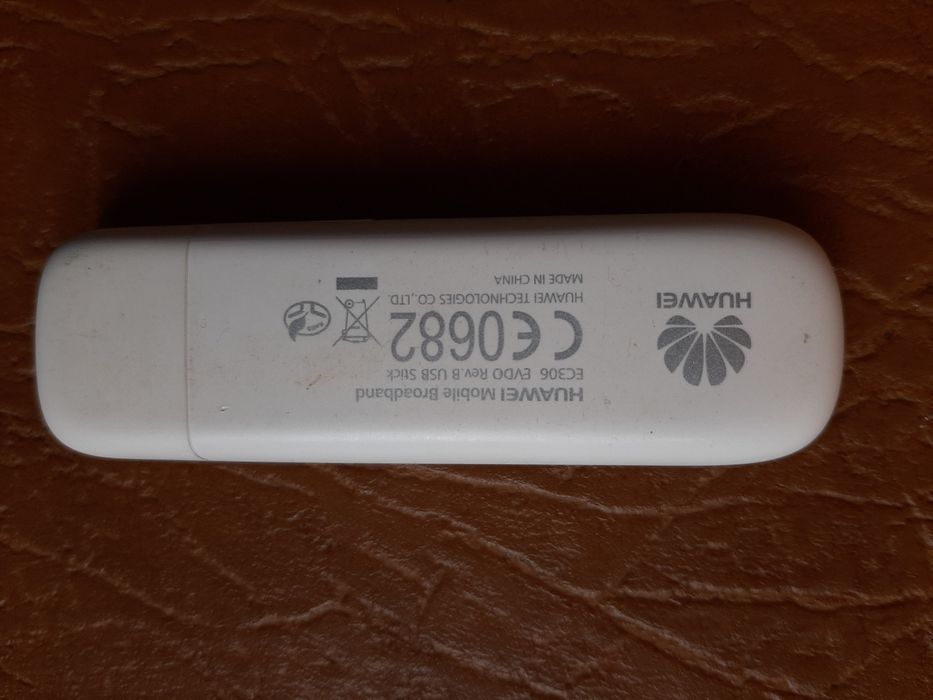 HUAWEI
HUAWEI Mobile Broadband
EC306 EVDO Rev.B USB Stick
CE0682
HUAWEI TECHNOLOGIES CO.,LTD.
MADE IN CHINA